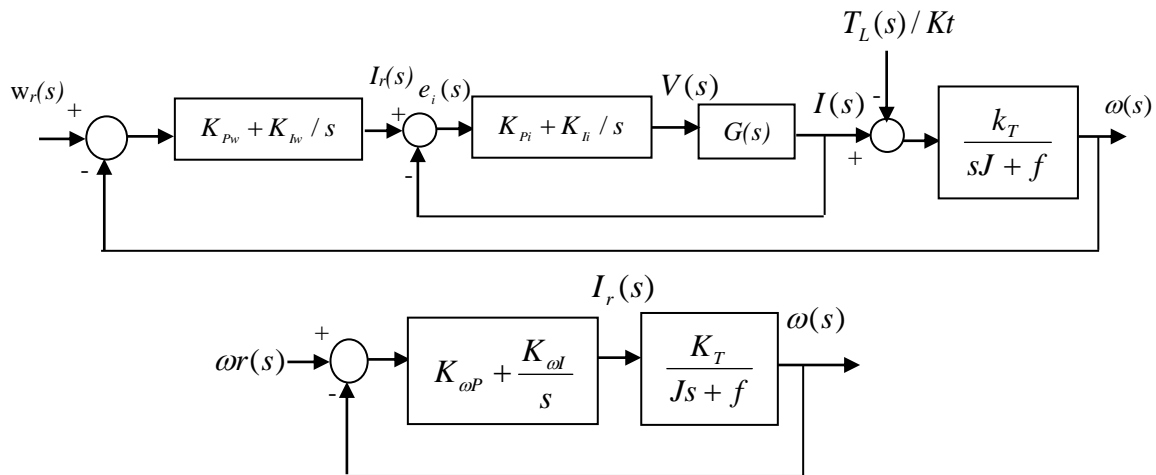 T_L(s) / Kt
w_r(s)
+
-
K_Pw + K_Iw / s
I_r(s)
e_i(s)
+
-
K_Pi + K_Ii / s
V(s)
G(s)
I(s)
-
+
k_T
sJ + f
ω(s)
ωr(s)
+
-
K_ωP + K_ωI / s
I_r(s)
K_T
Js + f
ω(s)